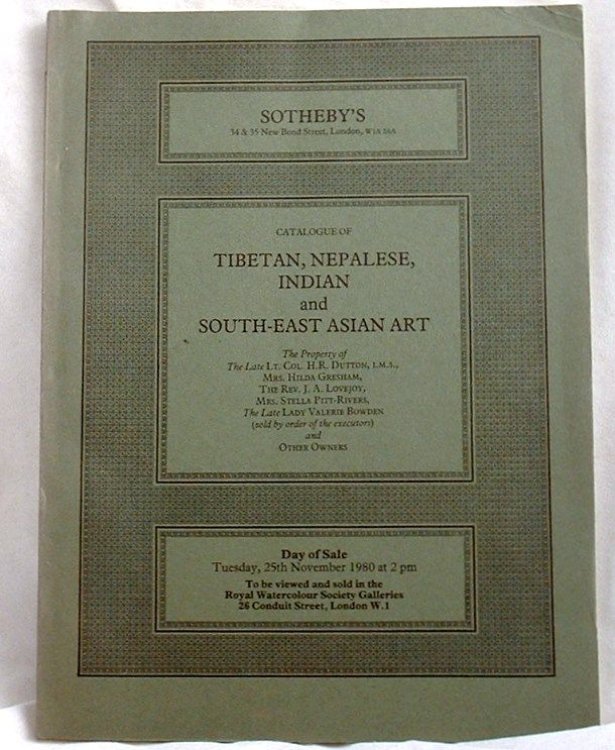 SOTHEBY'S
34 & 35 New Bond Street, London, W1A 2AA
CATALOGUE OF
TIBETAN, NEPALESE,
INDIAN
and
SOUTH-EAST ASIAN ART
The Property of
The Late LT. COL. H.R. DUTTON, I.M.S.,
MRS. HILDA GRESHAM,
THE REV. J. A. LOVEJOY,
MRS. STELLA PITT-RIVERS,
The Late LADY VALERIE BOWDEN
(sold by order of the executors)
and
OTHER OWNERS
Day of Sale
Tuesday, 25th November 1980 at 2 pm
To be viewed and sold in the
Royal Watercolour Society Galleries
26 Conduit Street, London W.1